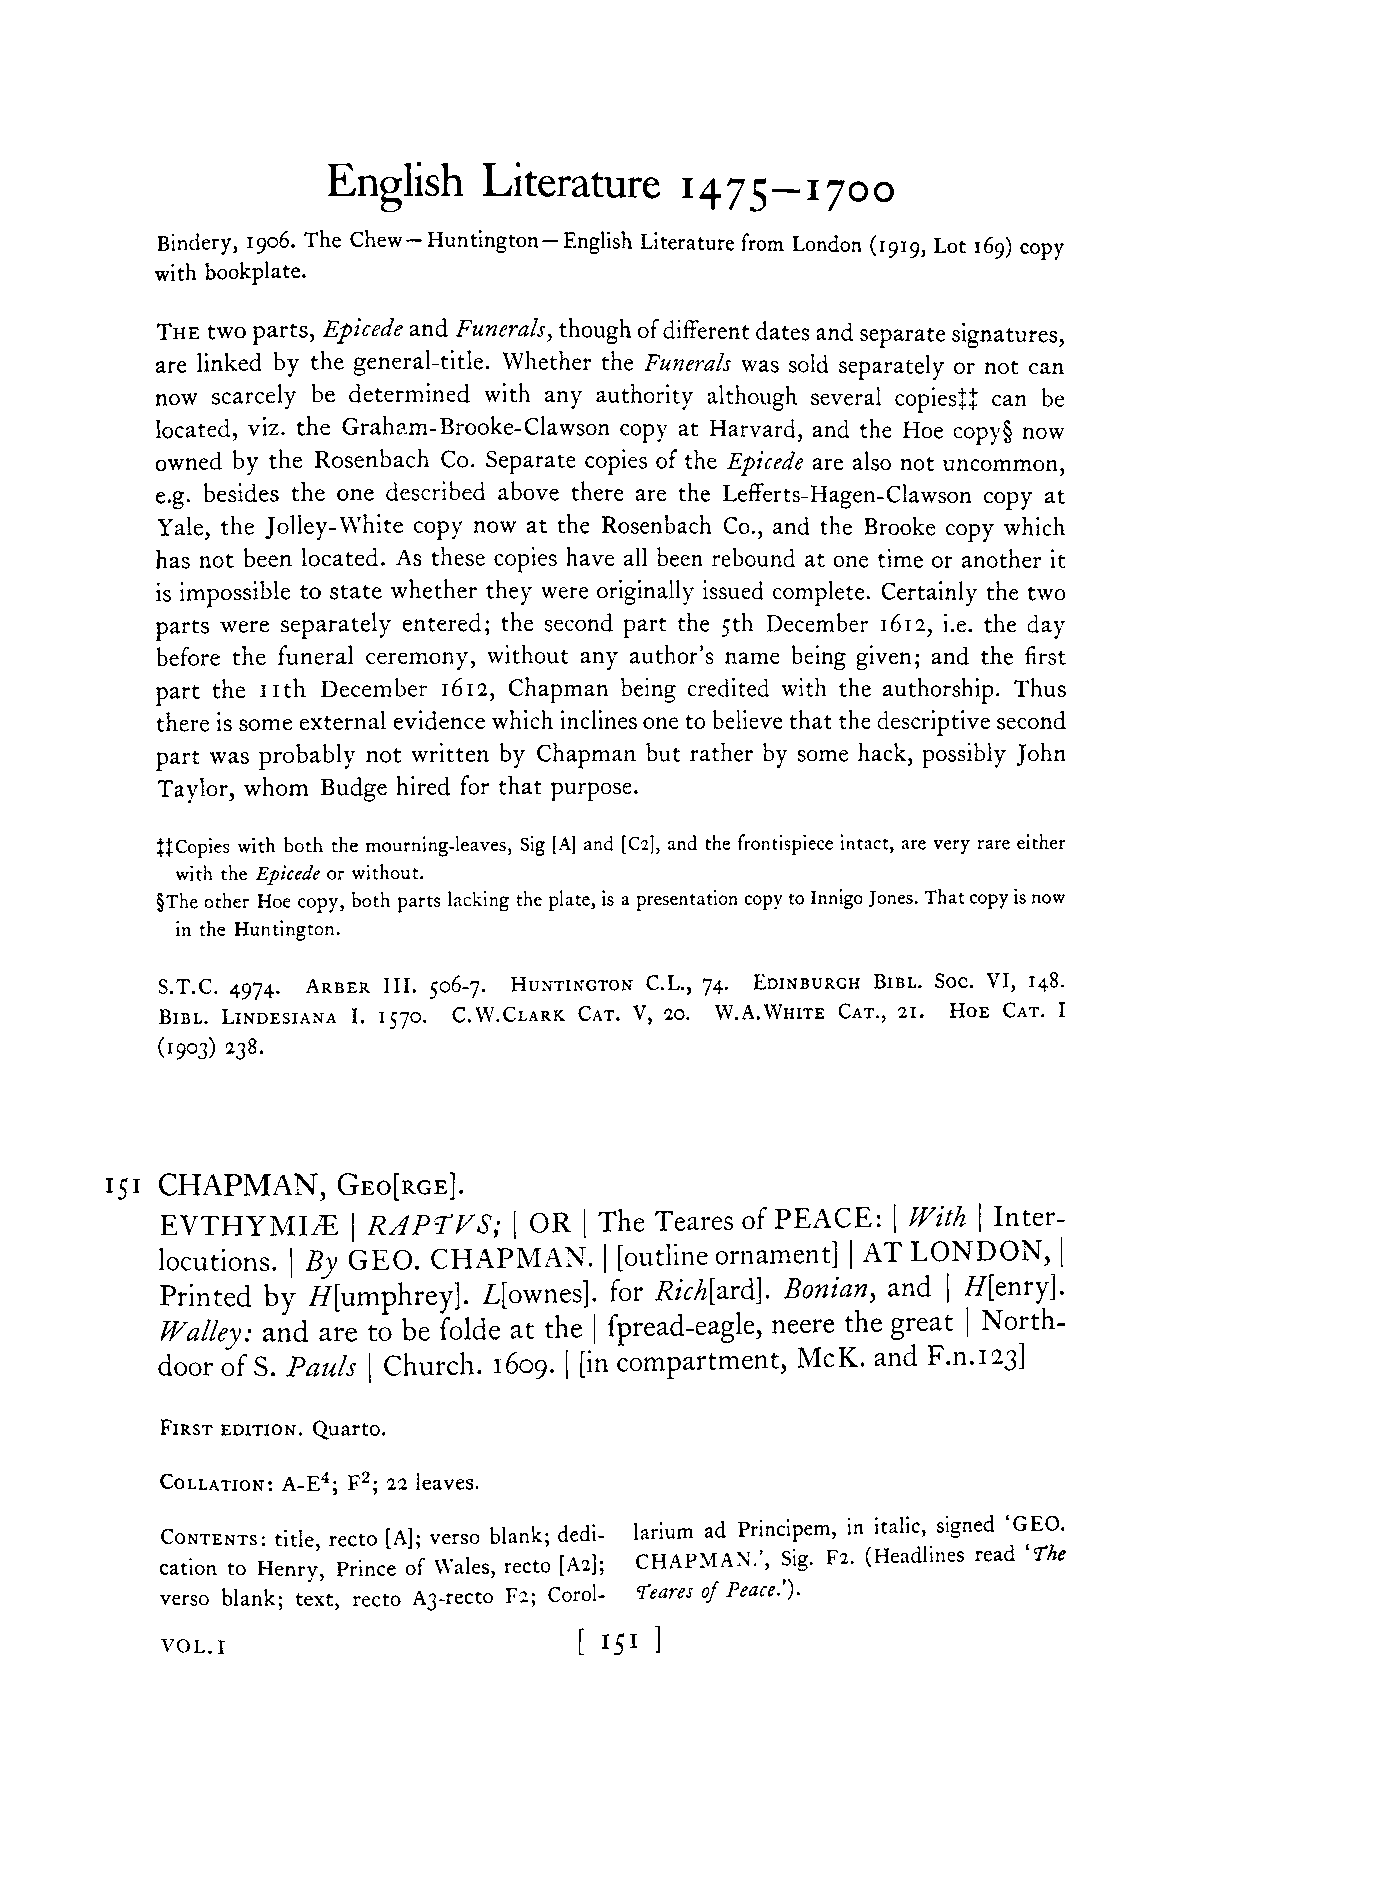 English Literature 1475–1700
Bindery, 1906. The Chew—Huntington—English Literature from London (1919, Lot 169) copy
with bookplate.
THE two parts, Epicede and Funerals, though of different dates and separate signatures,
are linked by the general-title. Whether the Funerals was sold separately or not can
now scarcely be determined with any authority although several copies‡‡ can be
located, viz. the Graham-Brooke-Clawson copy at Harvard, and the Hoe copy§ now
owned by the Rosenbach Co. Separate copies of the Epicede are also not uncommon,
e.g. besides the one described above there are the Lefferts-Hagen-Clawson copy at
Yale, the Jolley-White copy now at the Rosenbach Co., and the Brooke copy which
has not been located. As these copies have all been rebound at one time or another it
is impossible to state whether they were originally issued complete. Certainly the two
parts were separately entered; the second part the 5th December 1612, i.e. the day
before the funeral ceremony, without any author's name being given; and the first
part the 11th December 1612, Chapman being credited with the authorship. Thus
there is some external evidence which inclines one to believe that the descriptive second
part was probably not written by Chapman but rather by some hack, possibly John
Taylor, whom Budge hired for that purpose.
‡‡Copies with both the mourning-leaves, Sig [A] and [C2], and the frontispiece intact, are very rare either
with the Epicede or without.
§The other Hoe copy, both parts lacking the plate, is a presentation copy to Innigo Jones. That copy is now
in the Huntington.
S.T.C. 4974. ARBER III. 506-7. HUNTINGTON C.L., 74. EDINBURGH BIBL. SOC. VI, 148.
BIBL. LINDESIANA I. 1570. C.W.CLARK CAT. V, 20. W.A.WHITE CAT., 21. HOE CAT. I
(1903) 238.
151 CHAPMAN, GEO[RGE].
EVTHYMIÆ | RAPTVS; | OR | The Teares of PEACE: | With | Inter-
locutions. | By GEO. CHAPMAN. | [outline ornament] | AT LONDON, |
Printed by H[umphrey]. L[ownes]. for Rich[ard]. Bonian, and | H[enry].
Walley: and are to be ſolde at the | ſpread-eagle, neere the great | North-
door of S. Pauls | Church. 1609. | [in compartment, McK. and F.n.123]
FIRST EDITION. Quarto.
COLLATION: A-E⁴; F²; 22 leaves.
CONTENTS: title, recto [A]; verso blank; dedi-
cation to Henry, Prince of Wales, recto [A2];
verso blank; text, recto A3-recto F2; Corol-
larium ad Principem, in italic, signed 'GEO.
CHAPMAN.', Sig. F2. (Headlines read 'The
Teares of Peace.').
VOL.I
[ 151 ]